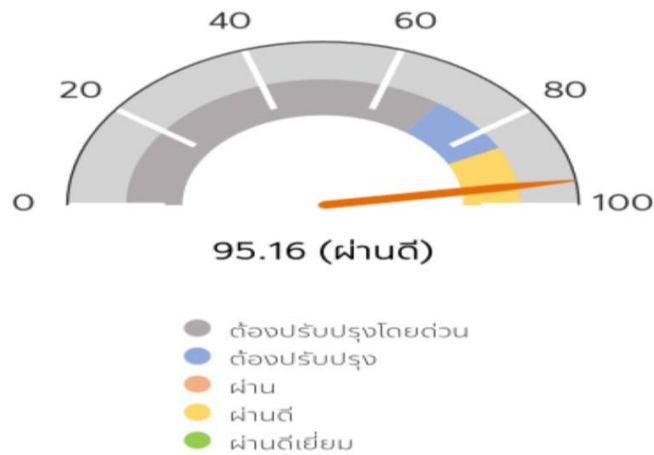 40 60
20 80
0 100
95.16 (ผ่านดี)
ต้องปรับปรุงโดยด่วน
ต้องปรับปรุง
ผ่าน
ผ่านดี
ผ่านดีเยี่ยม